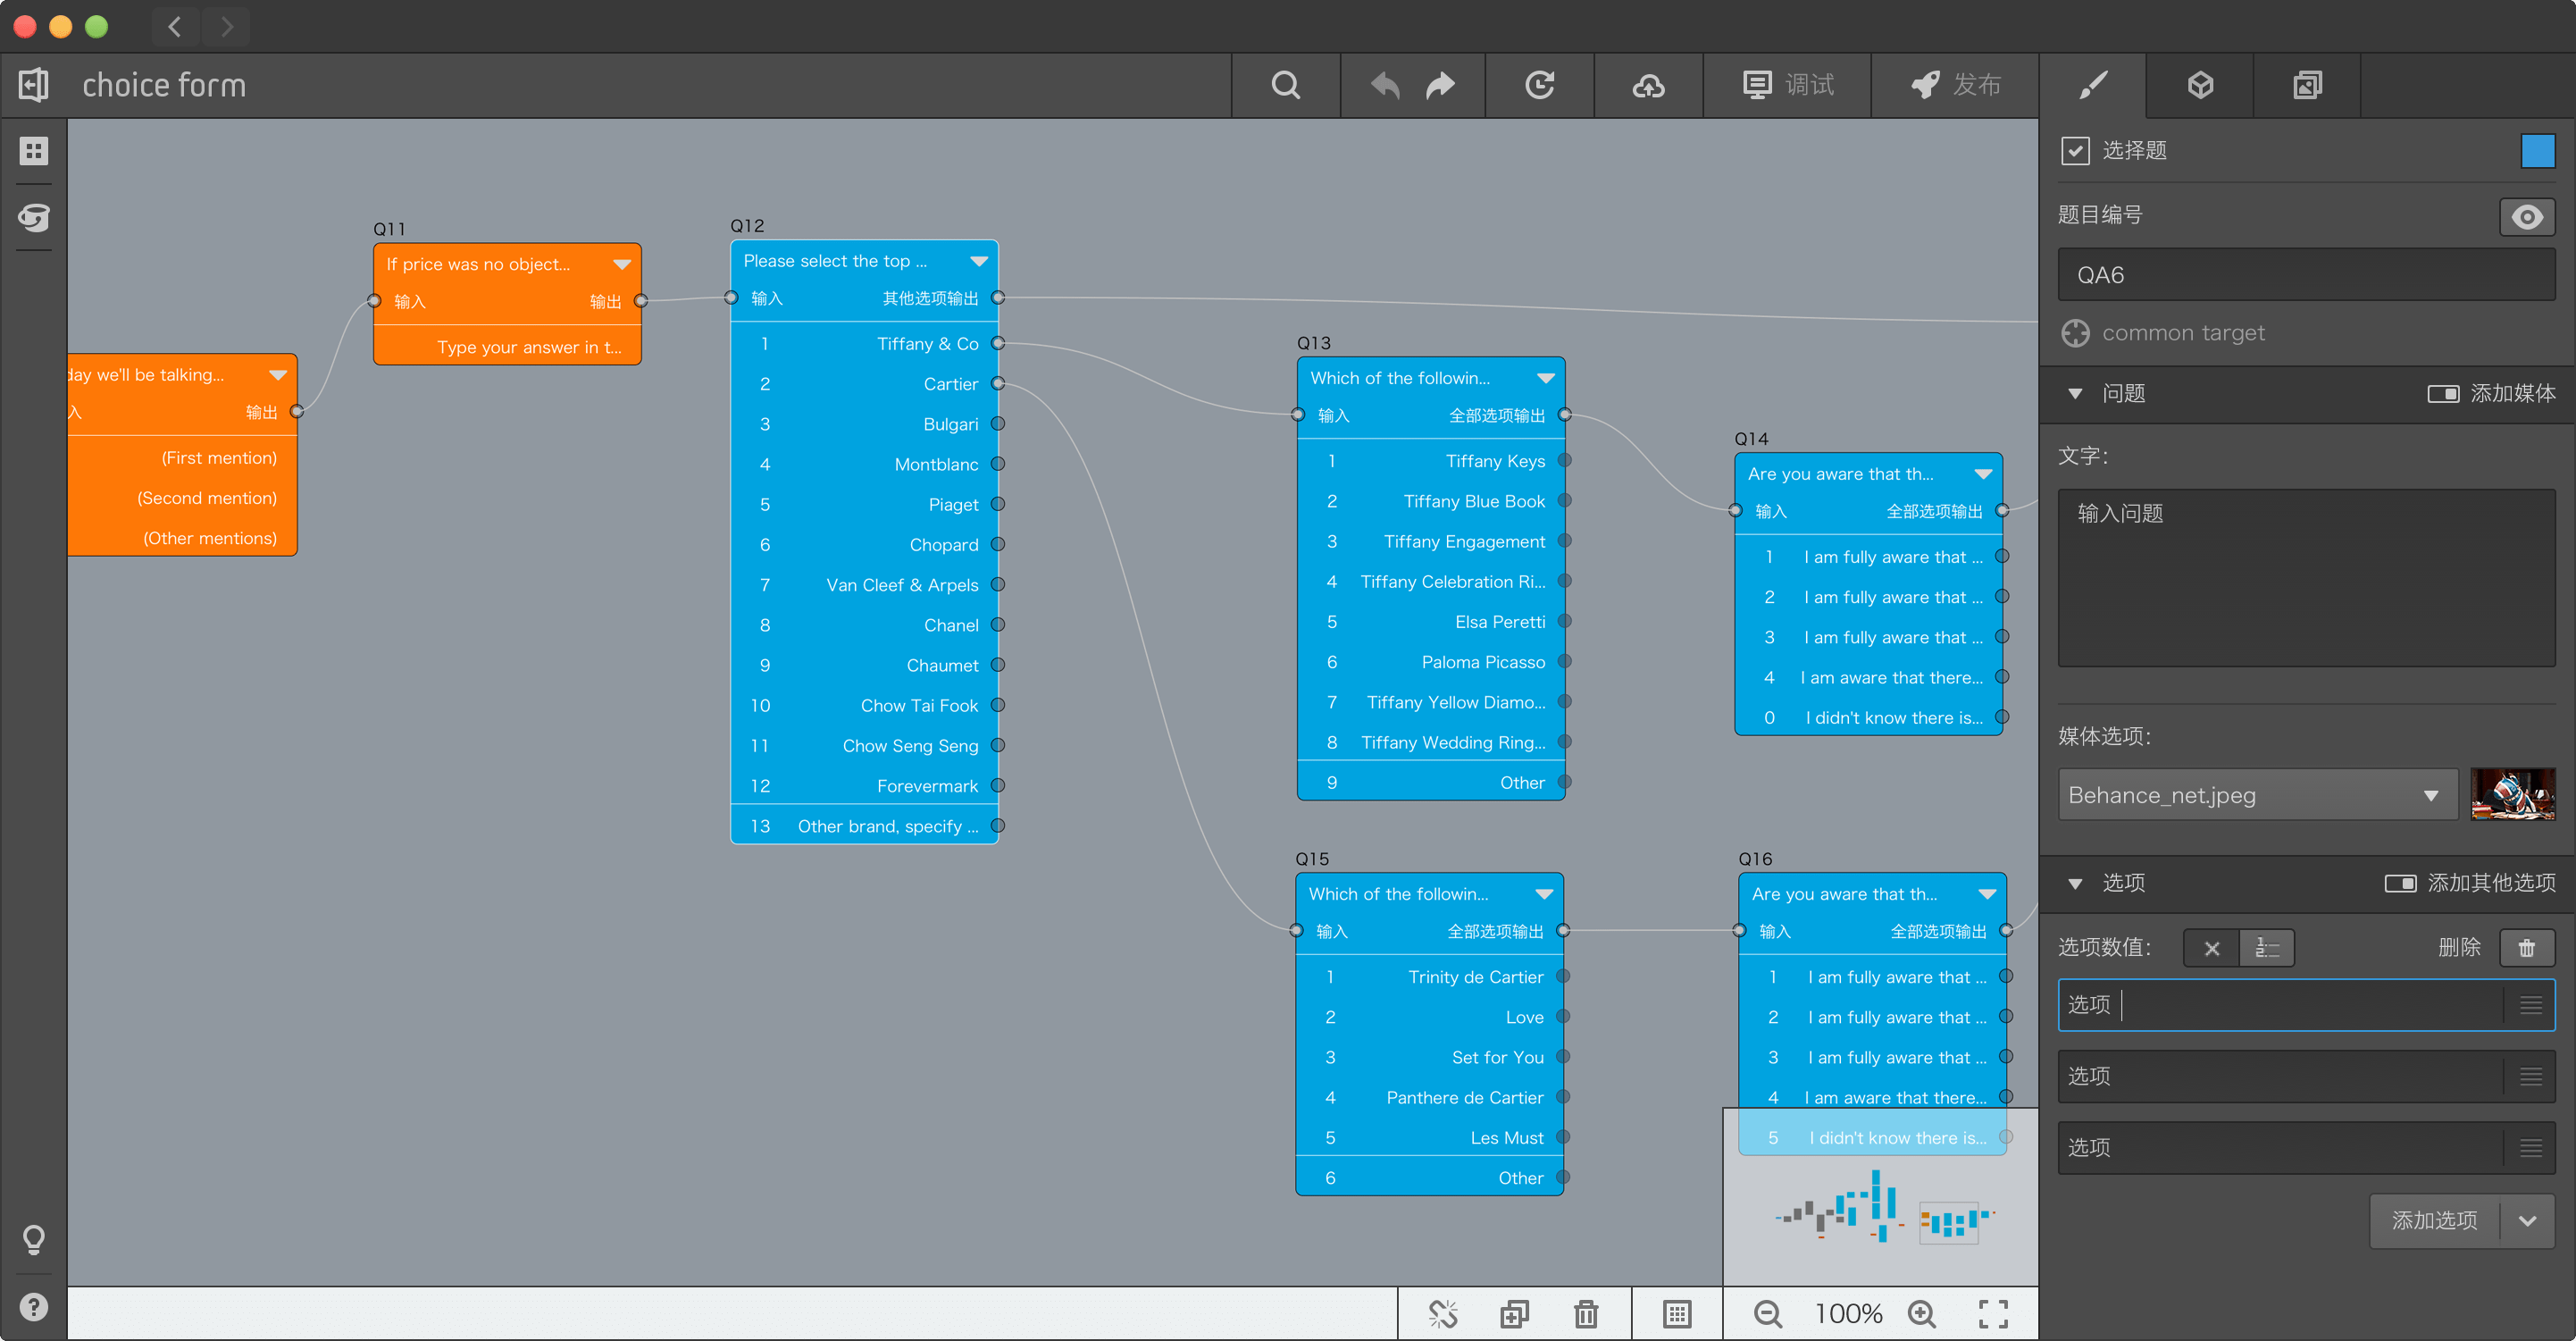 choice form
调试
发布
选择题
题目编号
QA6
common target
问题
添加媒体
文字：
输入问题
媒体选项：
Behance_net.jpeg
选项
添加其他选项
选项数值：
删除
选项
选项
选项
添加选项
day we'll be talking...
入 输出
(First mention)
(Second mention)
(Other mentions)
Q11
If price was no object...
输入 输出
Type your answer in t...
Q12
Please select the top ...
输入 其他选项输出
1 Tiffany & Co
2 Cartier
3 Bulgari
4 Montblanc
5 Piaget
6 Chopard
7 Van Cleef & Arpels
8 Chanel
9 Chaumet
10 Chow Tai Fook
11 Chow Seng Seng
12 Forevermark
13 Other brand, specify ...
Q13
Which of the followin...
输入 全部选项输出
1 Tiffany Keys
2 Tiffany Blue Book
3 Tiffany Engagement
4 Tiffany Celebration Ri...
5 Elsa Peretti
6 Paloma Picasso
7 Tiffany Yellow Diamo...
8 Tiffany Wedding Ring...
9 Other
Q14
Are you aware that th...
输入 全部选项输出
1 I am fully aware that ...
2 I am fully aware that ...
3 I am fully aware that ...
4 I am aware that there...
0 I didn't know there is...
Q15
Which of the followin...
输入 全部选项输出
1 Trinity de Cartier
2 Love
3 Set for You
4 Panthere de Cartier
5 Les Must
6 Other
Q16
Are you aware that th...
输入 全部选项输出
1 I am fully aware that ...
2 I am fully aware that ...
3 I am fully aware that ...
4 I am aware that there...
5 I didn't know there is...
100%